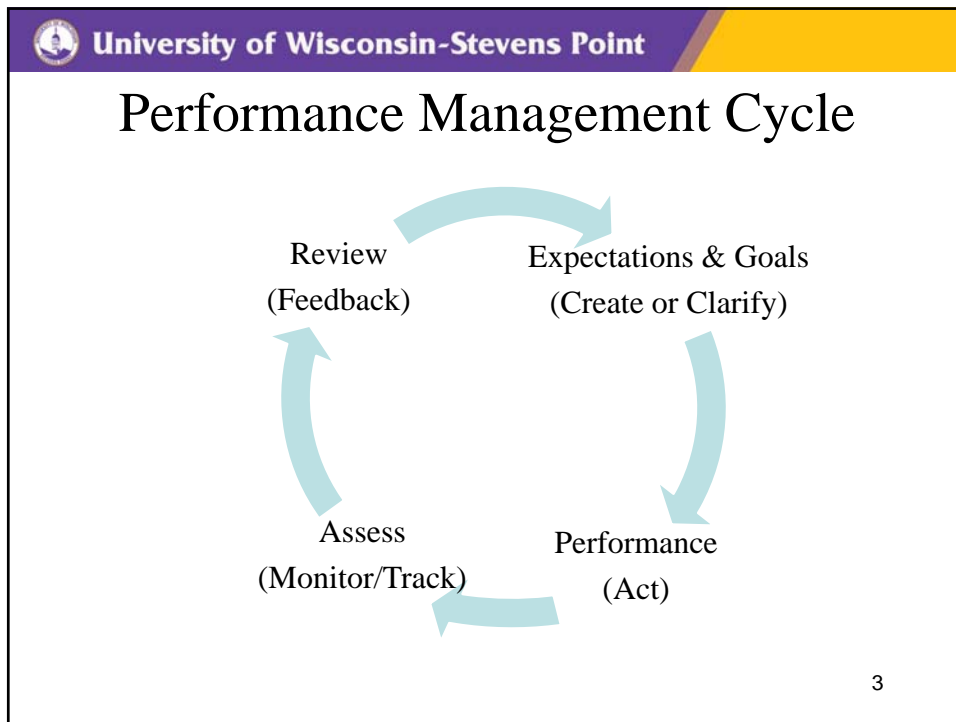 University of Wisconsin-Stevens Point
Performance Management Cycle
Review
(Feedback)
Expectations & Goals
(Create or Clarify)
Assess
(Monitor/Track)
Performance
(Act)
3